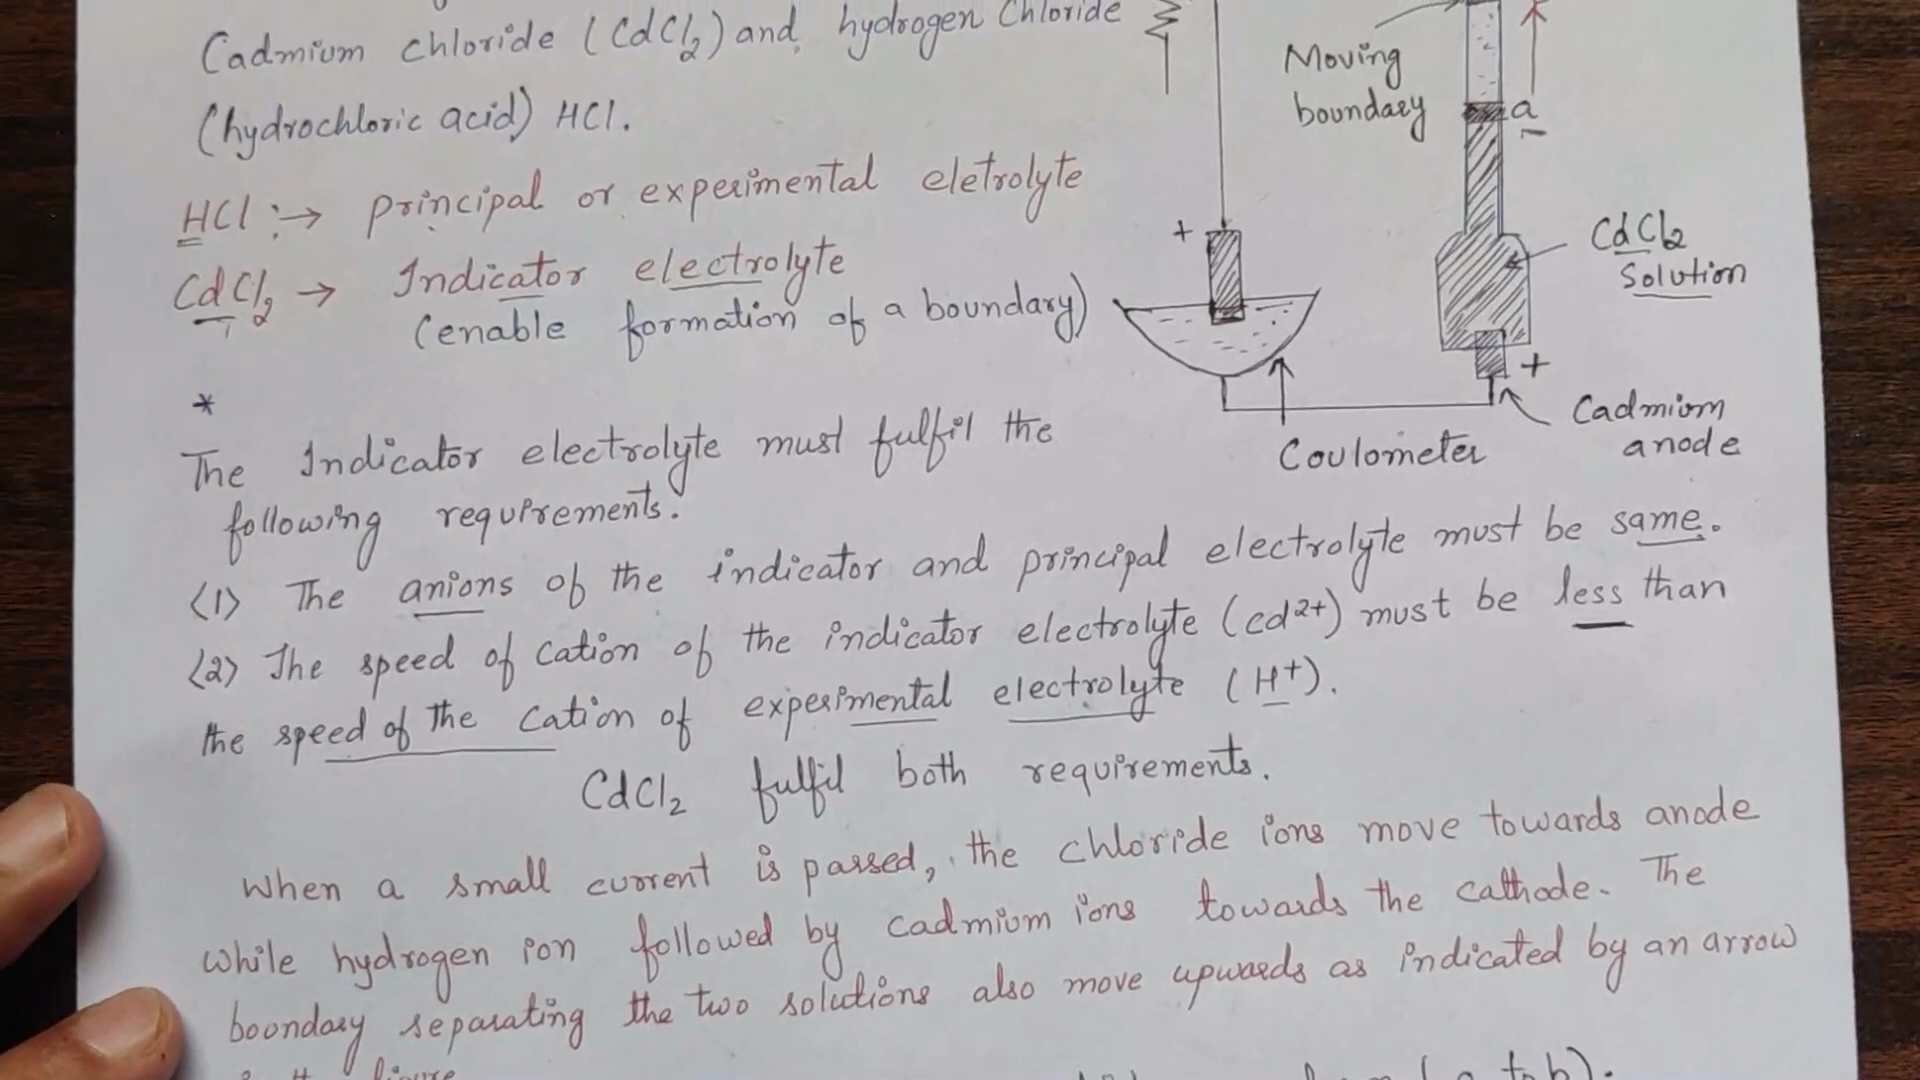 Cadmium chloride (CdCl2) and hydrogen Chloride
(hydrochloric acid) HCl.
HCl :→ principal or experimental eletrolyte
CdCl2 → Indicator electrolyte
(enable formation of a boundary)
*
The Indicator electrolyte must fulfil the
following requirements.
(1) The anions of the indicator and principal electrolyte must be same.
(2) The speed of cation of the indicator electrolyte (cd2+) must be less than
the speed of the cation of experimental electrolyte (H+).
CdCl2 fulfil both requirements.
When a small current is passed, the chloride ions move towards anode
while hydrogen ion followed by cadmium ions towards the cathode. The
boundary separating the two solutions also move upwards as indicated by an arrow
figure
(a to b).
Moving
boundary
a
+
CdCl2
Solution
+
Cadmium
anode
Coulometer